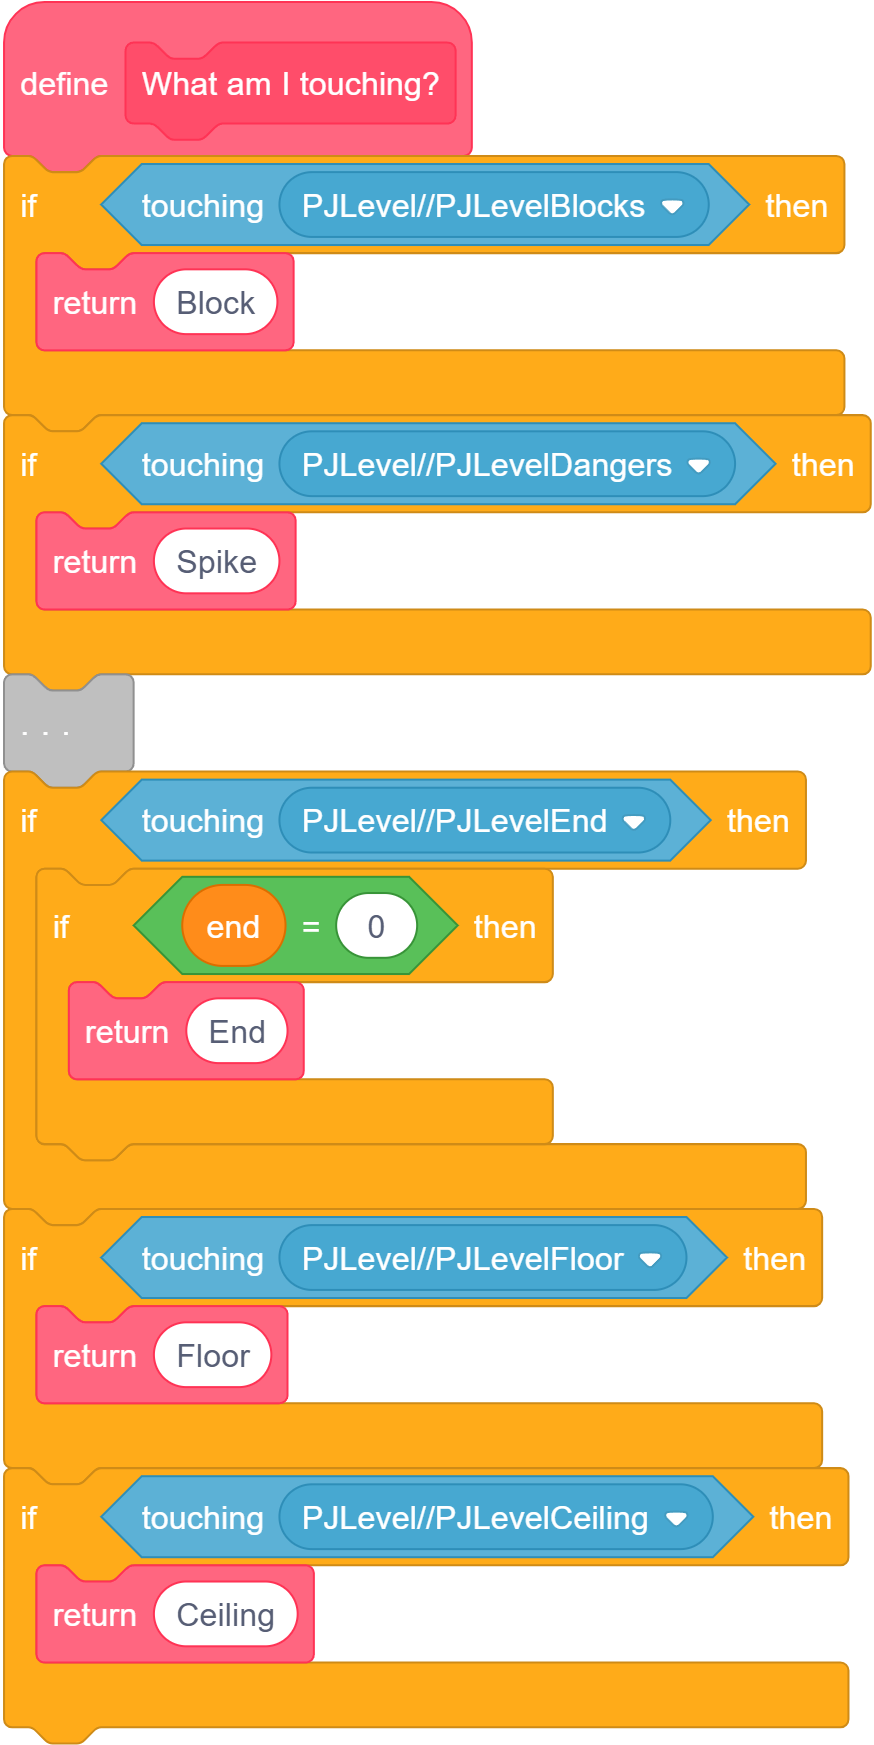 define What am I touching?
if touching PJLevel//PJLevelBlocks then
return Block
if touching PJLevel//PJLevelDangers then
return Spike
. . .
if touching PJLevel//PJLevelEnd then
if end = 0 then
return End
if touching PJLevel//PJLevelFloor then
return Floor
if touching PJLevel//PJLevelCeiling then
return Ceiling